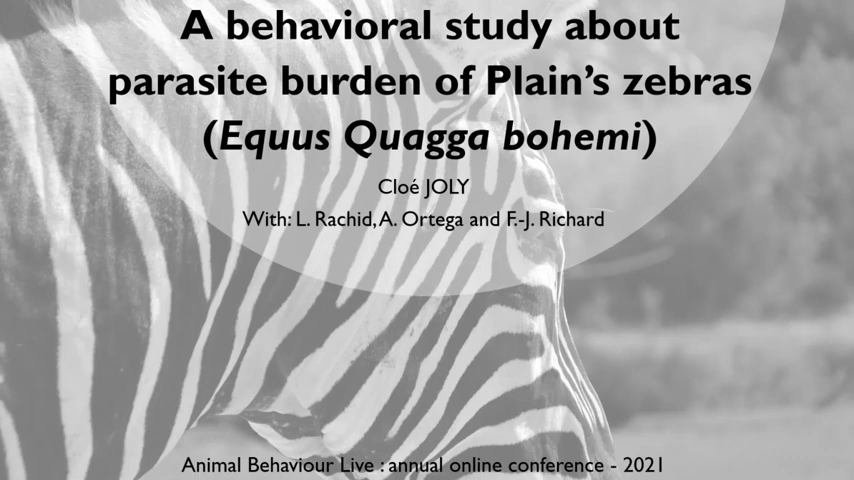 A behavioral study about
parasite burden of Plain's zebras
(Equus Quagga bohemi)
Cloé JOLY
With: L. Rachid, A. Ortega and F.-J. Richard
Animal Behaviour Live : annual online conference - 2021